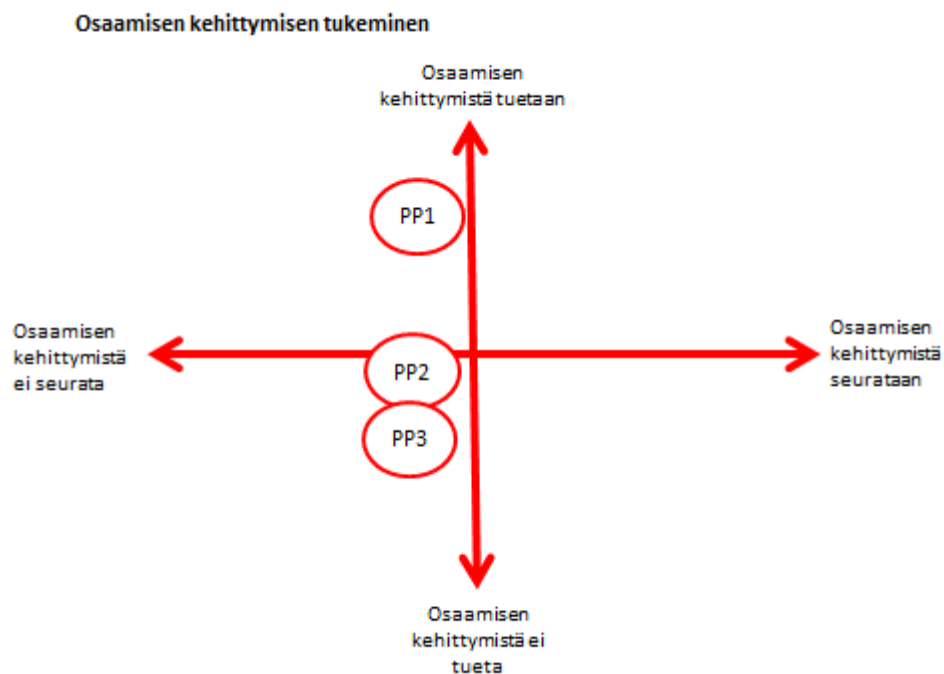 Osaamisen kehittymisen tukeminen
Osaamisen
kehittymistä tuetaan
PP1
Osaamisen
kehittymistä
ei seurata
PP2
Osaamisen
kehittymistä
seurataan
PP3
Osaamisen
kehittymistä ei
tueta